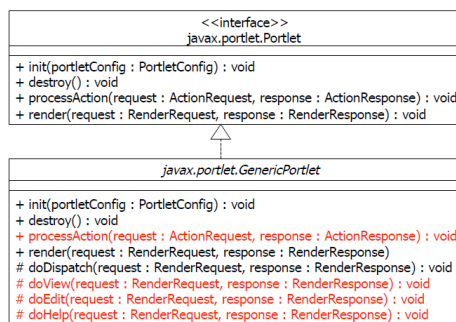 <<interface>>
javax.portlet.Portlet
+ init(portletConfig : PortletConfig) : void
+ destroy() : void
+ processAction(request : ActionRequest, response : ActionResponse) : void
+ render(request : RenderRequest, response : RenderResponse) : void
javax.portlet.GenericPortlet
+ init(portletConfig : PortletConfig) : void
+ destroy() : void
+ processAction(request : ActionRequest, response : ActionResponse) : void
+ render(request : RenderRequest, response : RenderResponse)
# doDispatch(request : RenderRequest, response : RenderResponse) : void
# doView(request : RenderRequest, response : RenderResponse) : void
# doEdit(request : RenderRequest, response : RenderResponse) : void
# doHelp(request : RenderRequest, response : RenderResponse) : void